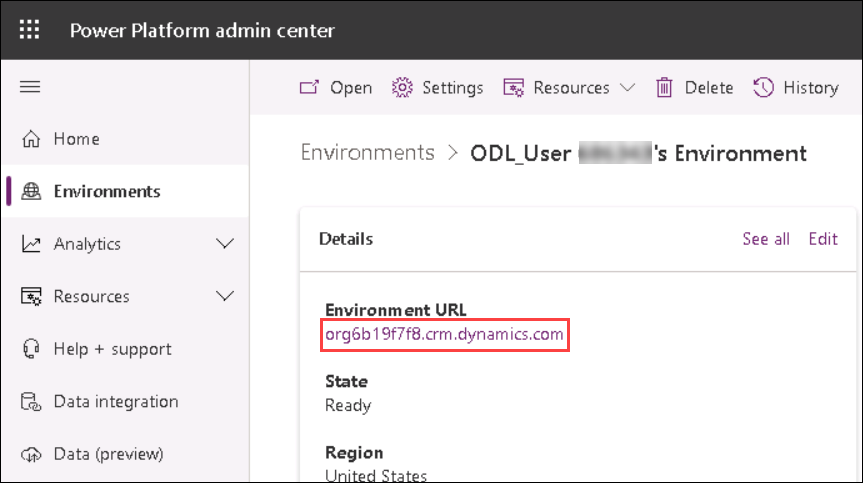 Power Platform admin center
Open Settings Resources Delete History
Home
Environments
Analytics
Resources
Help + support
Data integration
Data (preview)
Environments > ODL_User 's Environment
Details See all Edit
Environment URL
org6b19f7f8.crm.dynamics.com
State
Ready
Region
United States